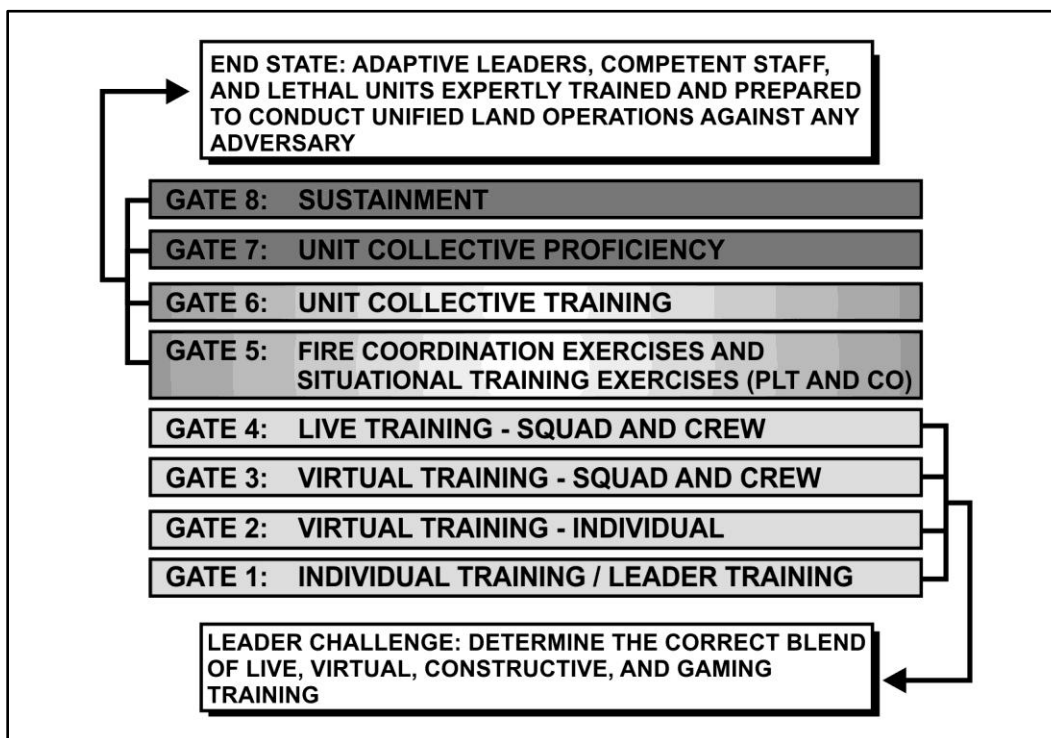 END STATE: ADAPTIVE LEADERS, COMPETENT STAFF,
AND LETHAL UNITS EXPERTLY TRAINED AND PREPARED
TO CONDUCT UNIFIED LAND OPERATIONS AGAINST ANY
ADVERSARY
GATE 8: SUSTAINMENT
GATE 7: UNIT COLLECTIVE PROFICIENCY
GATE 6: UNIT COLLECTIVE TRAINING
GATE 5: FIRE COORDINATION EXERCISES AND
SITUATIONAL TRAINING EXERCISES (PLT AND CO)
GATE 4: LIVE TRAINING - SQUAD AND CREW
GATE 3: VIRTUAL TRAINING - SQUAD AND CREW
GATE 2: VIRTUAL TRAINING - INDIVIDUAL
GATE 1: INDIVIDUAL TRAINING / LEADER TRAINING
LEADER CHALLENGE: DETERMINE THE CORRECT BLEND
OF LIVE, VIRTUAL, CONSTRUCTIVE, AND GAMING
TRAINING